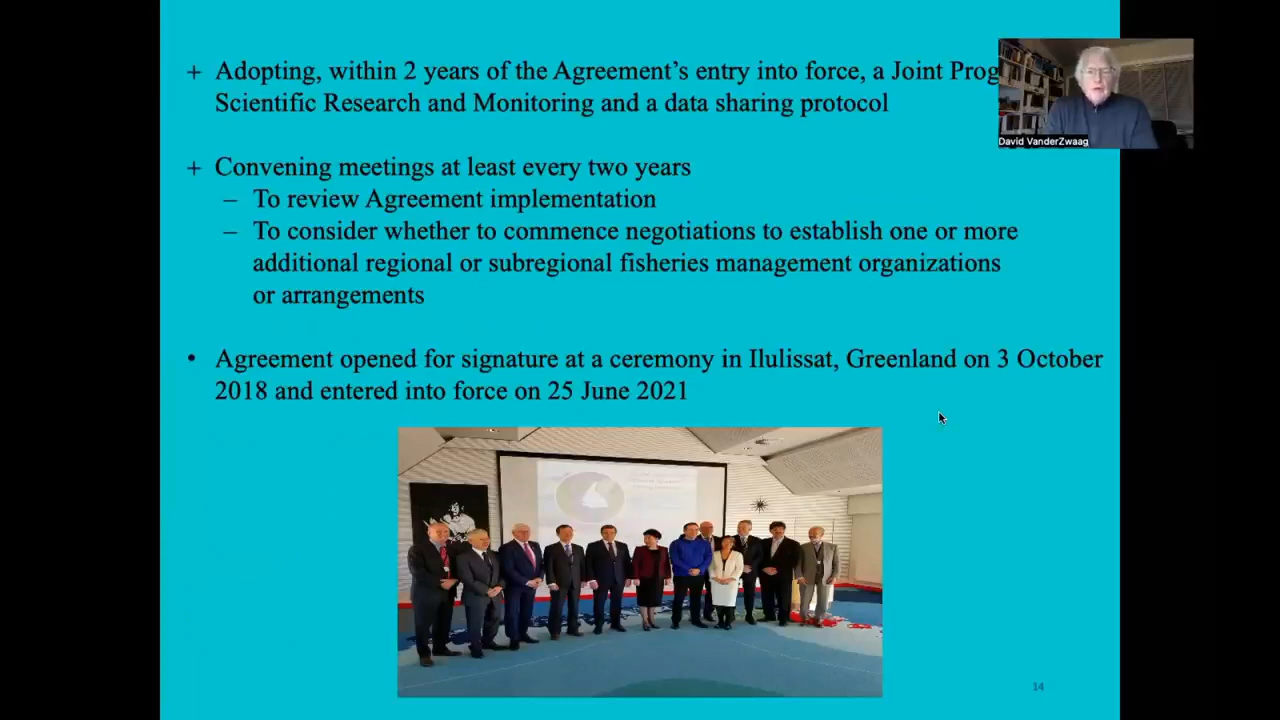 + Adopting, within 2 years of the Agreement's entry into force, a Joint Prog
Scientific Research and Monitoring and a data sharing protocol
David VanderZwaag
+ Convening meetings at least every two years
– To review Agreement implementation
– To consider whether to commence negotiations to establish one or more
additional regional or subregional fisheries management organizations
or arrangements
• Agreement opened for signature at a ceremony in Ilulissat, Greenland on 3 October
2018 and entered into force on 25 June 2021
14